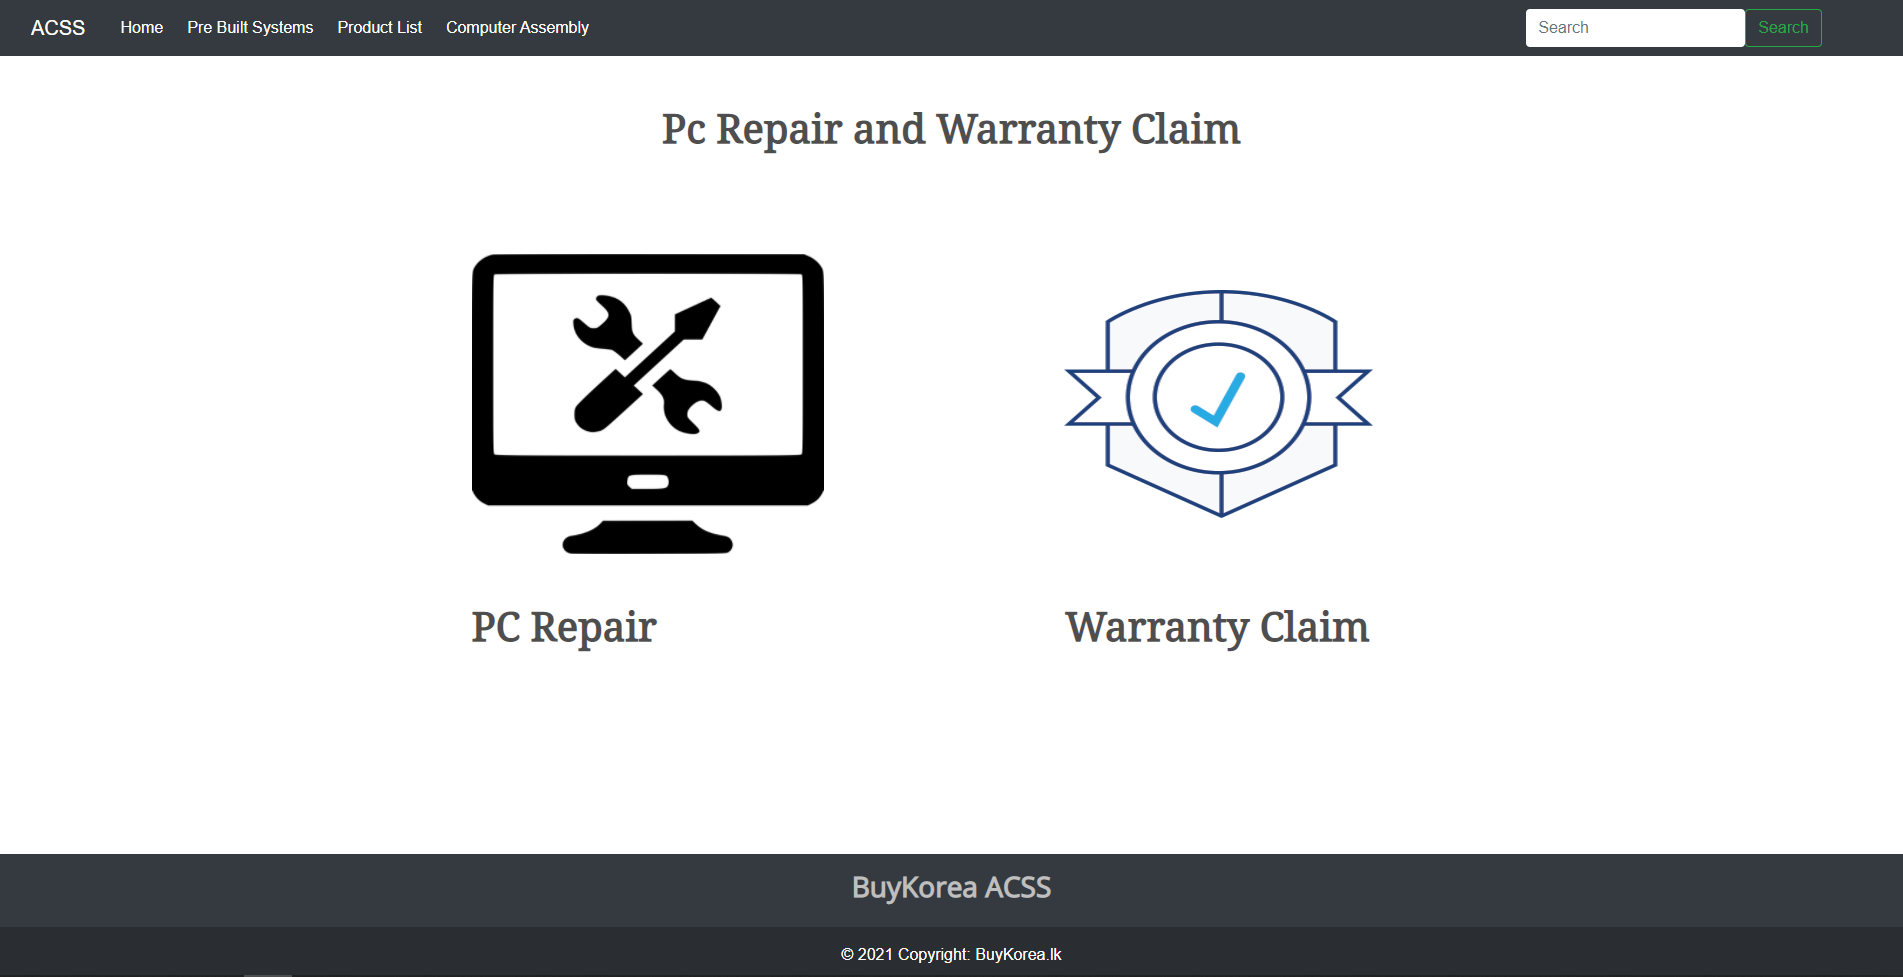 ACSS Home Pre Built Systems Product List Computer Assembly Search Search
Pc Repair and Warranty Claim
PC Repair Warranty Claim
BuyKorea ACSS
© 2021 Copyright: BuyKorea.lk